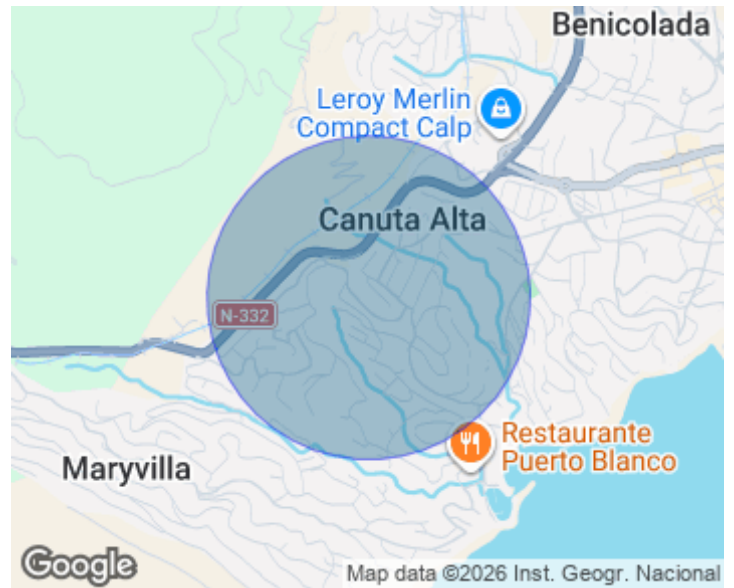 Benicolada
Leroy Merlin
Compact Calp
Canuta Alta
N-332
Restaurante
Puerto Blanco
Maryvilla
Google
Map data ©2026 Inst. Geogr. Nacional